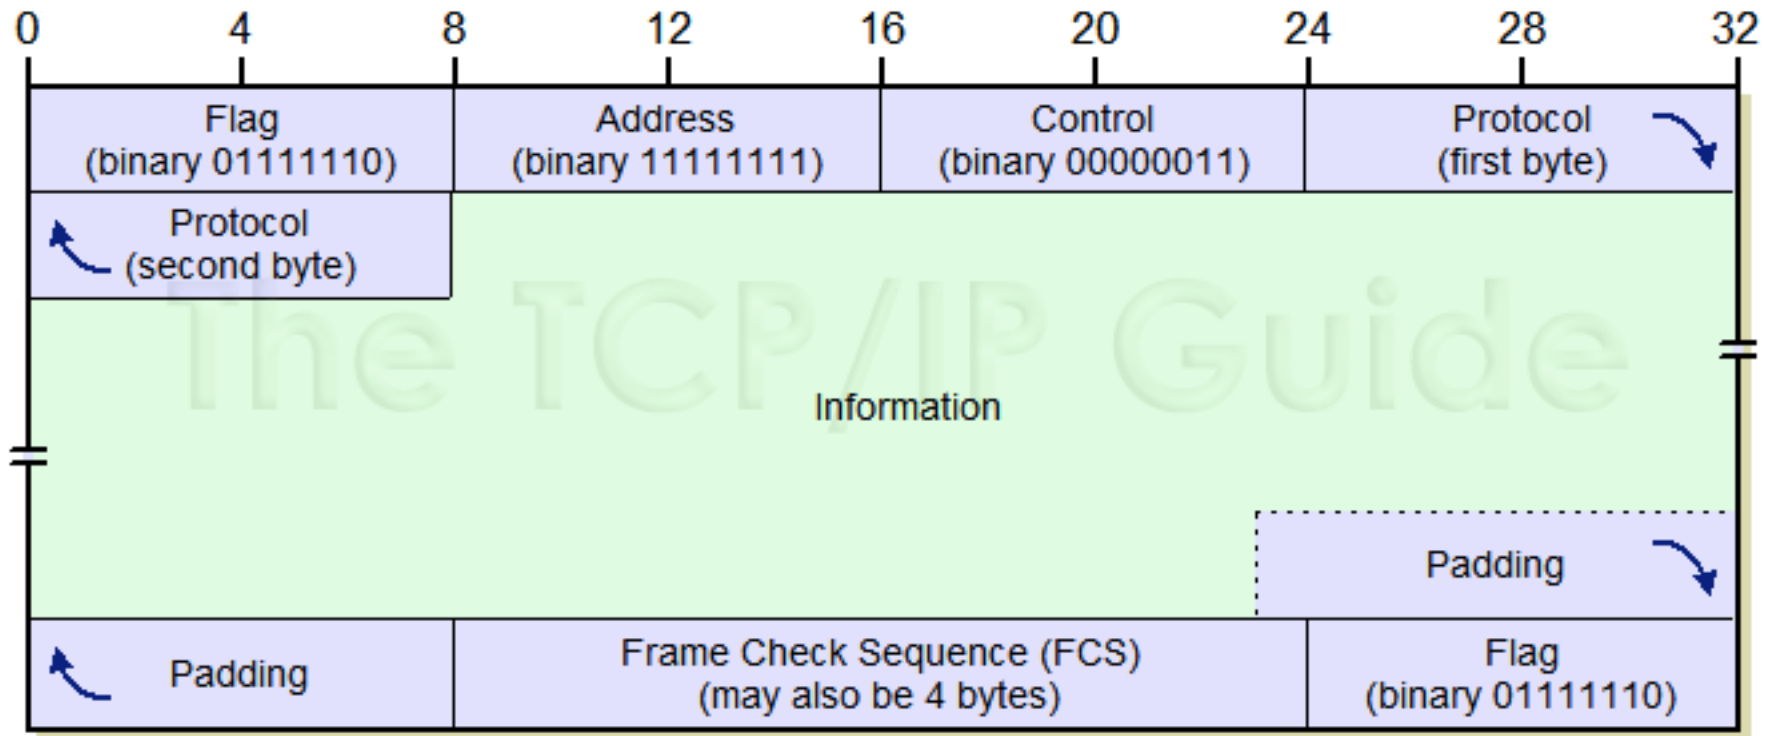 0 4 8 12 16 20 24 28 32
Flag Address Control Protocol
(binary 01111110) (binary 11111111) (binary 00000011) (first byte)
Protocol
(second byte)
The TCP/IP Guide
Information
Padding
Padding Frame Check Sequence (FCS) Flag
(may also be 4 bytes) (binary 01111110)